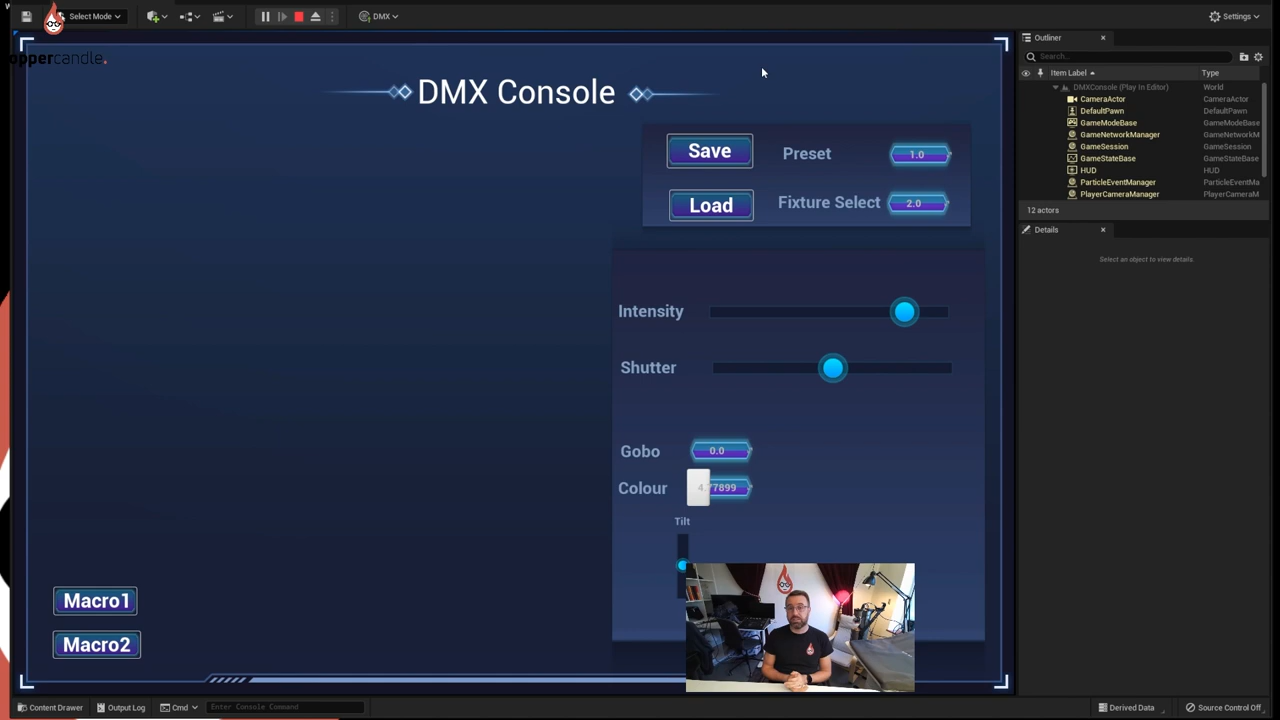 Select Mode
DMX
Settings
oppercandle.
DMX Console
Save
Preset
1.0
Load
Fixture Select
2.0
Intensity
Shutter
Gobo
0.0
Colour
Tilt
Macro1
Macro2
Outliner
Search...
Item Label
Type
DMXConsole (Play In Editor)
World
CameraActor
CameraActor
DefaultPawn
DefaultPawn
GameModeBase
GameModeBase
GameNetworkManager
GameNetworkM
GameSession
GameSession
GameStateBase
GameStateBase
HUD
HUD
ParticleEventManager
ParticleEventMa
PlayerCameraManager
PlayerCameraM
12 actors
Details
Select an object to view details.
Content Drawer
Output Log
Cmd
Enter Console Command
Derived Data
Source Control Off